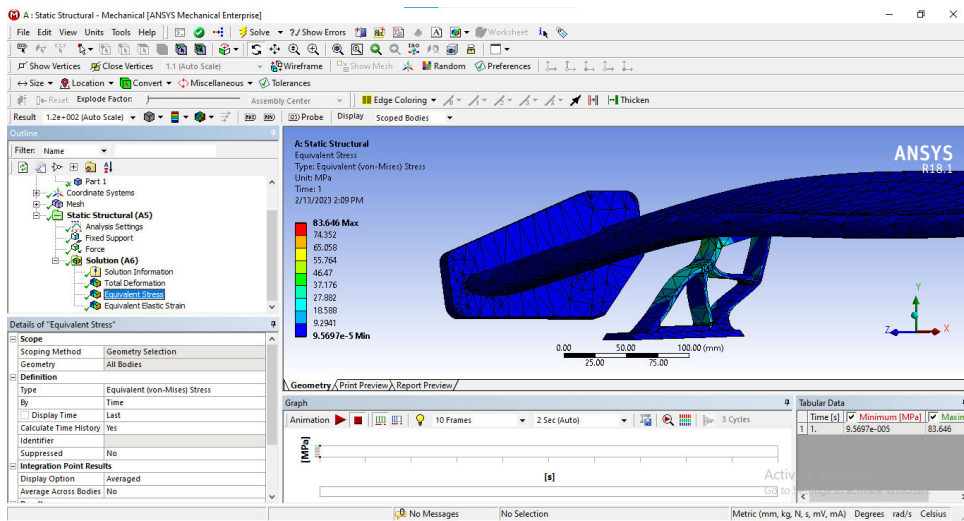 A : Static Structural - Mechanical [ANSYS Mechanical Enterprise]
File Edit View Units Tools Help Solve ?/ Show Errors Worksheet
Show Vertices Close Vertices 1.1 (Auto Scale) Wireframe Show Mesh Random Preferences
Size Location Convert Miscellaneous Tolerances
Reset Explode Factor: Assembly Center Edge Coloring Thicken
Result 1.2e+002 (Auto Scale) Probe Display Scoped Bodies
Outline
Filter: Name
Part 1
Coordinate Systems
Mesh
Static Structural (A5)
Analysis Settings
Fixed Support
Force
Solution (A6)
Solution Information
Total Deformation
Equivalent Stress
Equivalent Elastic Strain
Details of "Equivalent Stress"
Scope
Scoping Method Geometry Selection
Geometry All Bodies
Definition
Type Equivalent (von-Mises) Stress
By Time
Display Time Last
Calculate Time History Yes
Identifier
Suppressed No
Integration Point Results
Display Option Averaged
Average Across Bodies No
A: Static Structural
Equivalent Stress
Type: Equivalent (von-Mises) Stress
Unit: MPa
Time: 1
2/13/2023 2:09 PM
83.646 Max
74.352
65.058
55.764
46.47
37.176
27.882
18.588
9.2941
9.5697e-5 Min
ANSYS
R18.1
0.00 50.00 100.00 (mm)
25.00 75.00
Y
Z X
Geometry Print Preview Report Preview
Graph
Animation 10 Frames 2 Sec (Auto) 3 Cycles
[MPa]
[s]
Tabular Data
Time [s] Minimum [MPa] Maxin
1 1. 9.5697e-005 83.646
No Messages No Selection Metric (mm, kg, N, s, mV, mA) Degrees rad/s Celsius